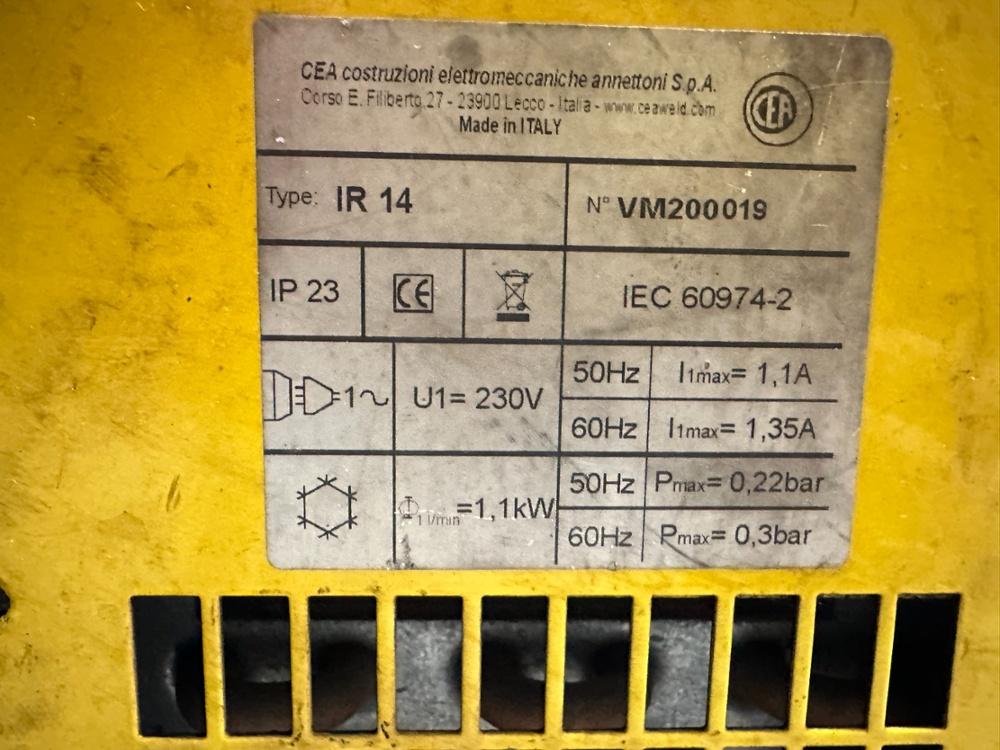 CEA costruzioni elettromeccaniche annettoni S.p.A.
Corso E. Filiberto 27 - 23900 Lecco - Italia - www.ceaweld.com
Made in ITALY
CEA
Type: IR 14
N° VM200019
IP 23
CE
IEC 60974-2
1~
U1= 230V
50Hz
I1max= 1,1A
60Hz
I1max= 1,35A
1 l/min =1,1kW
50Hz
Pmax= 0,22bar
60Hz
Pmax= 0,3bar